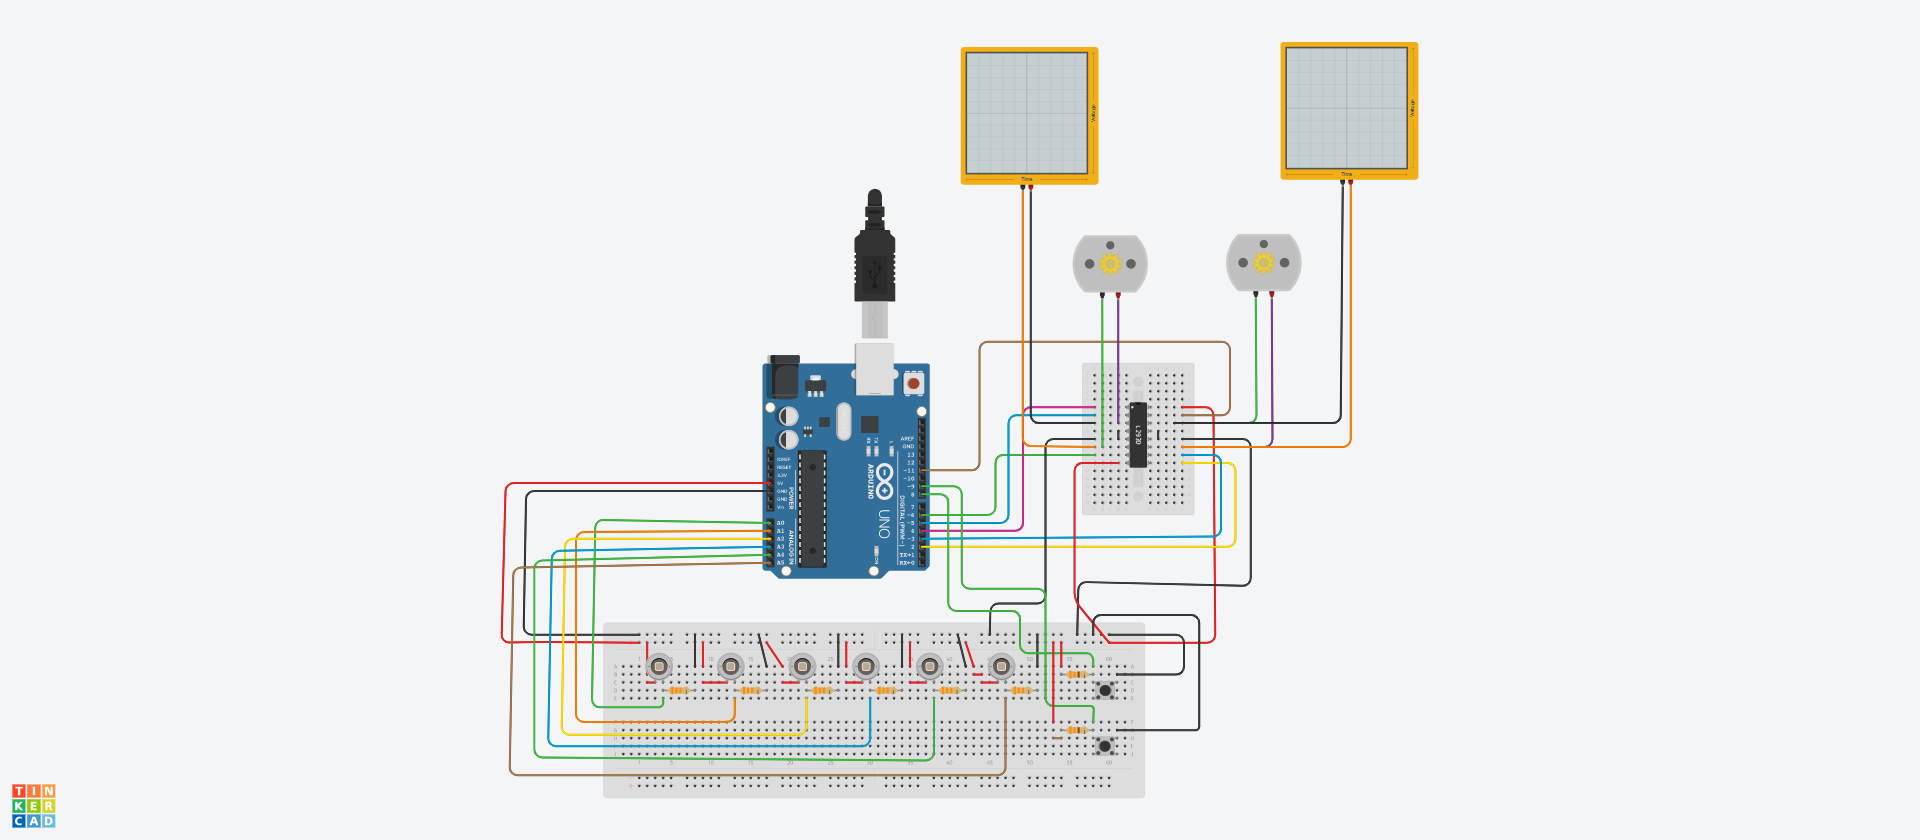 Voltage
Time
Voltage
Time
L293D
AREF
GND
13
12
~11
~10
~9
8
7
~6
~5
4
~3
2
TX→1
RX←0
DIGITAL (PWM~)
TX
RX
L
ON
ARDUINO
UNO
IOREF
RESET
3.3V
5V
GND
GND
Vin
POWER
A0
A1
A2
A3
A4
A5
ANALOG IN
TIN
KER
CAD